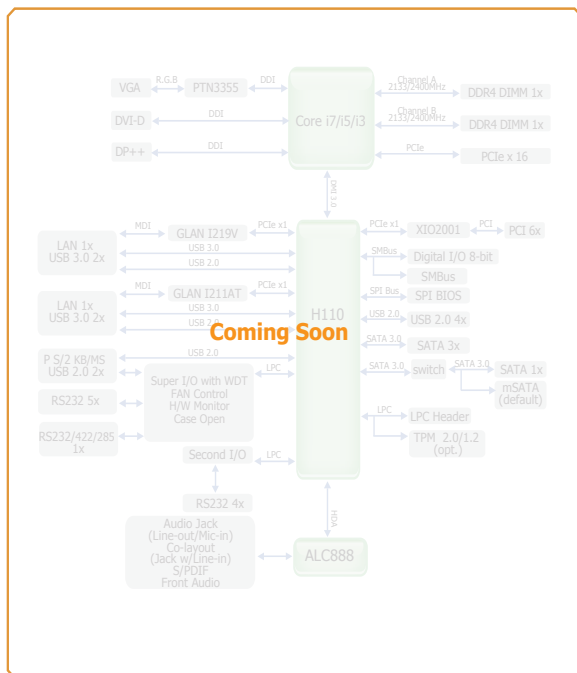 VGA
R.G.B
PTN3355
DDI
Core i7/i5/i3
Channel A
2133/2400MHz
DDR4 DIMM 1x
DVI-D
DDI
Channel B
2133/2400MHz
DDR4 DIMM 1x
DP++
DDI
PCIe
PCIe x 16
DMI 3.0
LAN 1x
USB 3.0 2x
MDI
GLAN I219V
PCIe x1
USB 3.0
USB 2.0
H110
PCIe x1
XIO2001
PCI
PCI 6x
SMBus
Digital I/O 8-bit
SMBus
LAN 1x
USB 3.0 2x
MDI
GLAN I211AT
PCIe x1
USB 3.0
USB 2.0
SPI Bus
SPI BIOS
USB 2.0
USB 2.0 4x
Coming Soon
SATA 3.0
SATA 3x
P S/2 KB/MS
USB 2.0 2x
USB 2.0
SATA 3.0
switch
SATA 3.0
SATA 1x
mSATA
(default)
RS232 5x
Super I/O with WDT
FAN Control
H/W Monitor
Case Open
LPC
RS232/422/28S
1x
LPC
LPC Header
TPM 2.0/1.2
(opt.)
Second I/O
LPC
RS232 4x
HDA
Audio Jack
(Line-out/Mic-in)
Co-layout
(Jack w/Line-in)
S/PDIF
Front Audio
ALC888